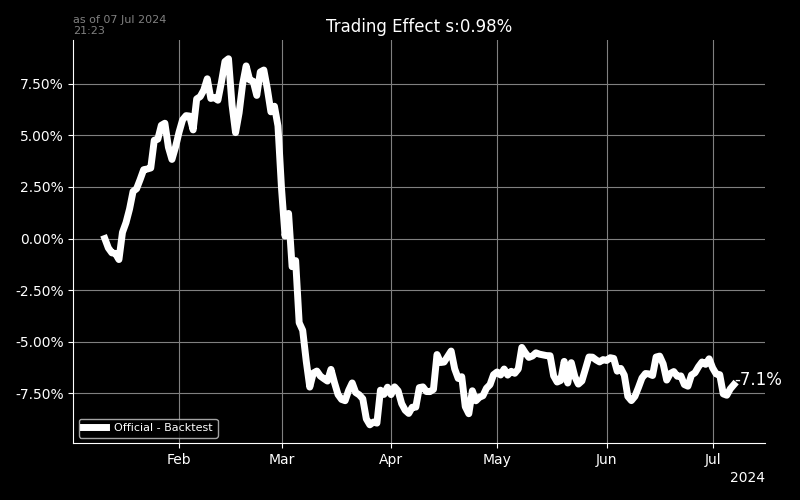 as of 07 Jul 2024
21:23
Trading Effect s:0.98%
7.50%
5.00%
2.50%
0.00%
-2.50%
-5.00%
-7.50%
-7.1%
Official - Backtest
Feb Mar Apr May Jun Jul
2024